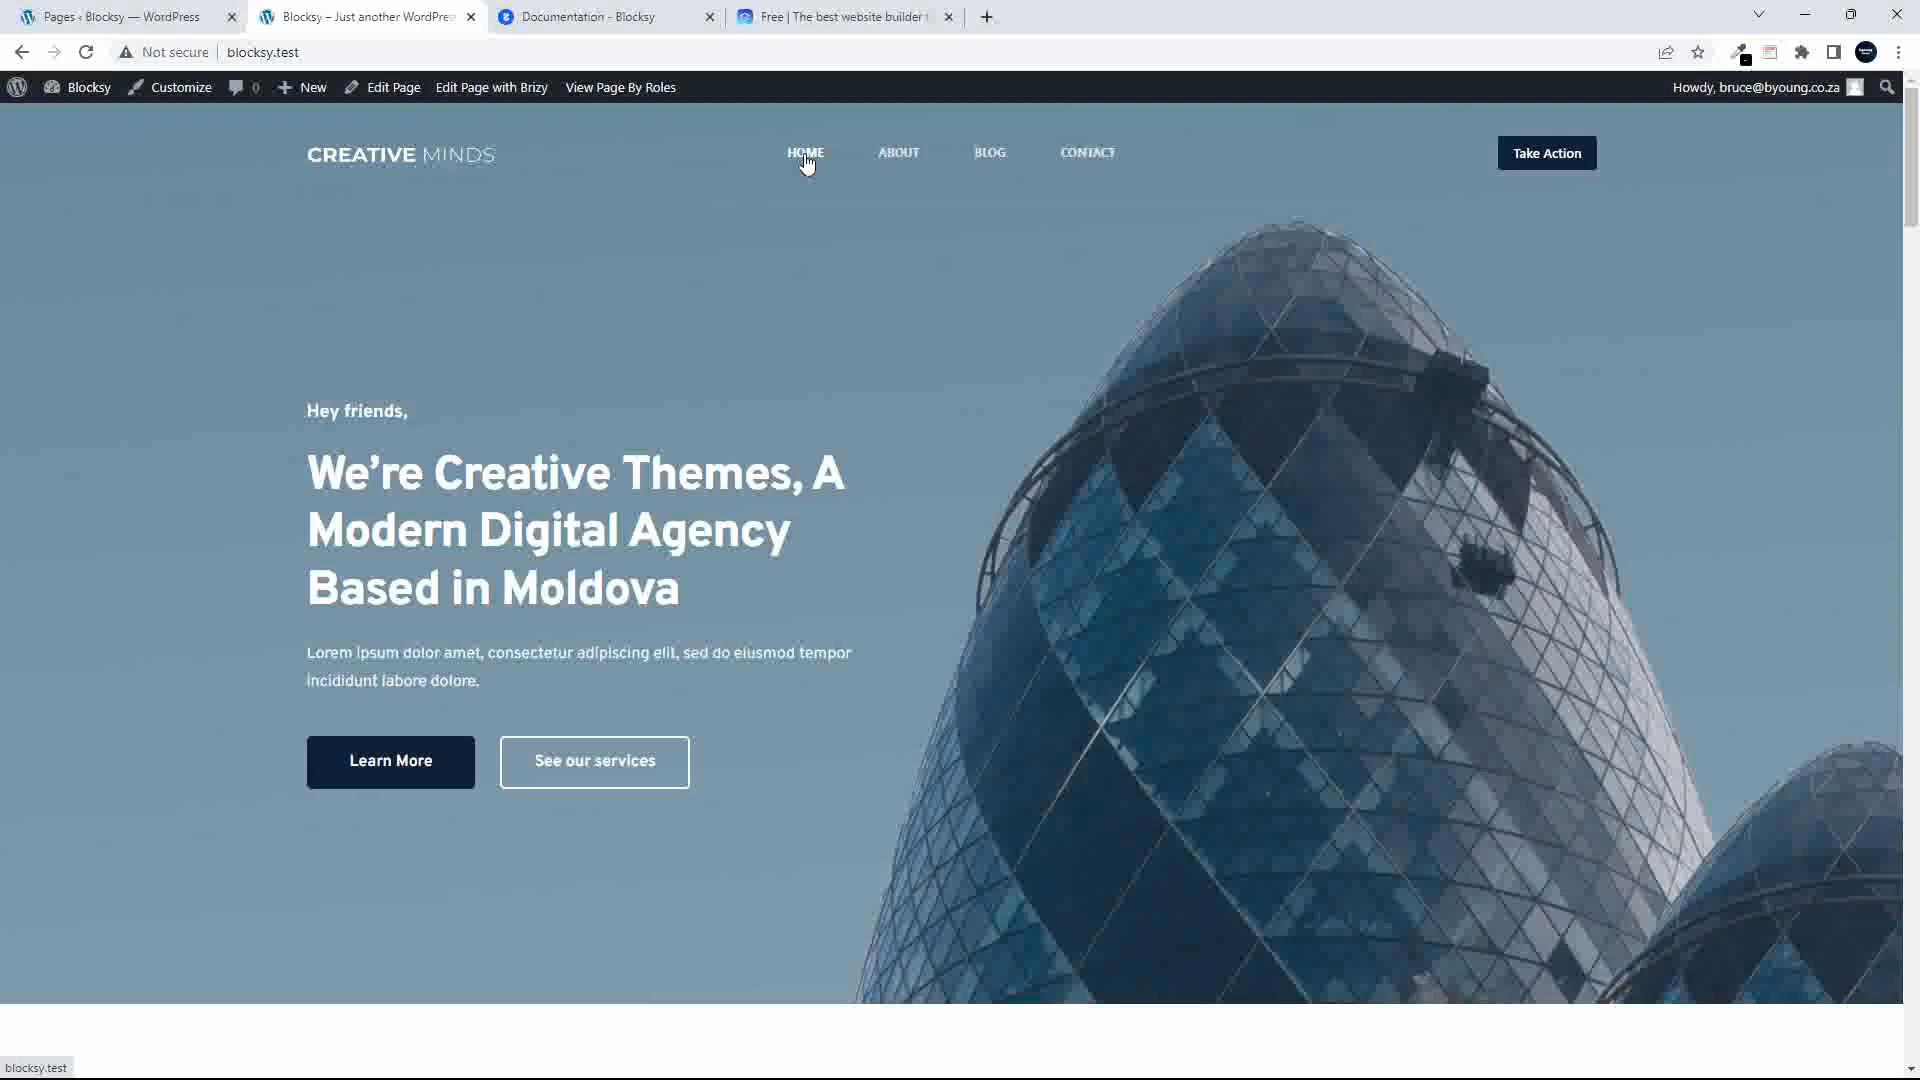 Pages ‹ Blocksy — WordPress
Blocksy – Just another WordPres
Documentation - Blocksy
Free | The best website builder
Not secure
blocksy.test
Blocksy
Customize
0
New
Edit Page
Edit Page with Brizy
View Page By Roles
Howdy, bruce@byoung.co.za
CREATIVE MINDS
HOME
ABOUT
BLOG
CONTACT
Take Action
Hey friends,
We’re Creative Themes, A
Modern Digital Agency
Based in Moldova
Lorem ipsum dolor amet, consectetur adipiscing elit, sed do eiusmod tempor
incididunt labore dolore.
Learn More
See our services
blocksy.test